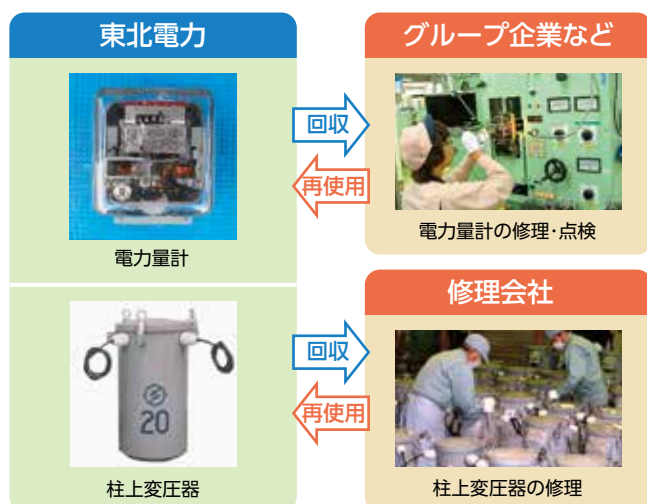 東北電力
グループ企業など
回収
再使用
電力量計
電力量計の修理・点検
修理会社
回収
再使用
20
柱上変圧器
柱上変圧器の修理